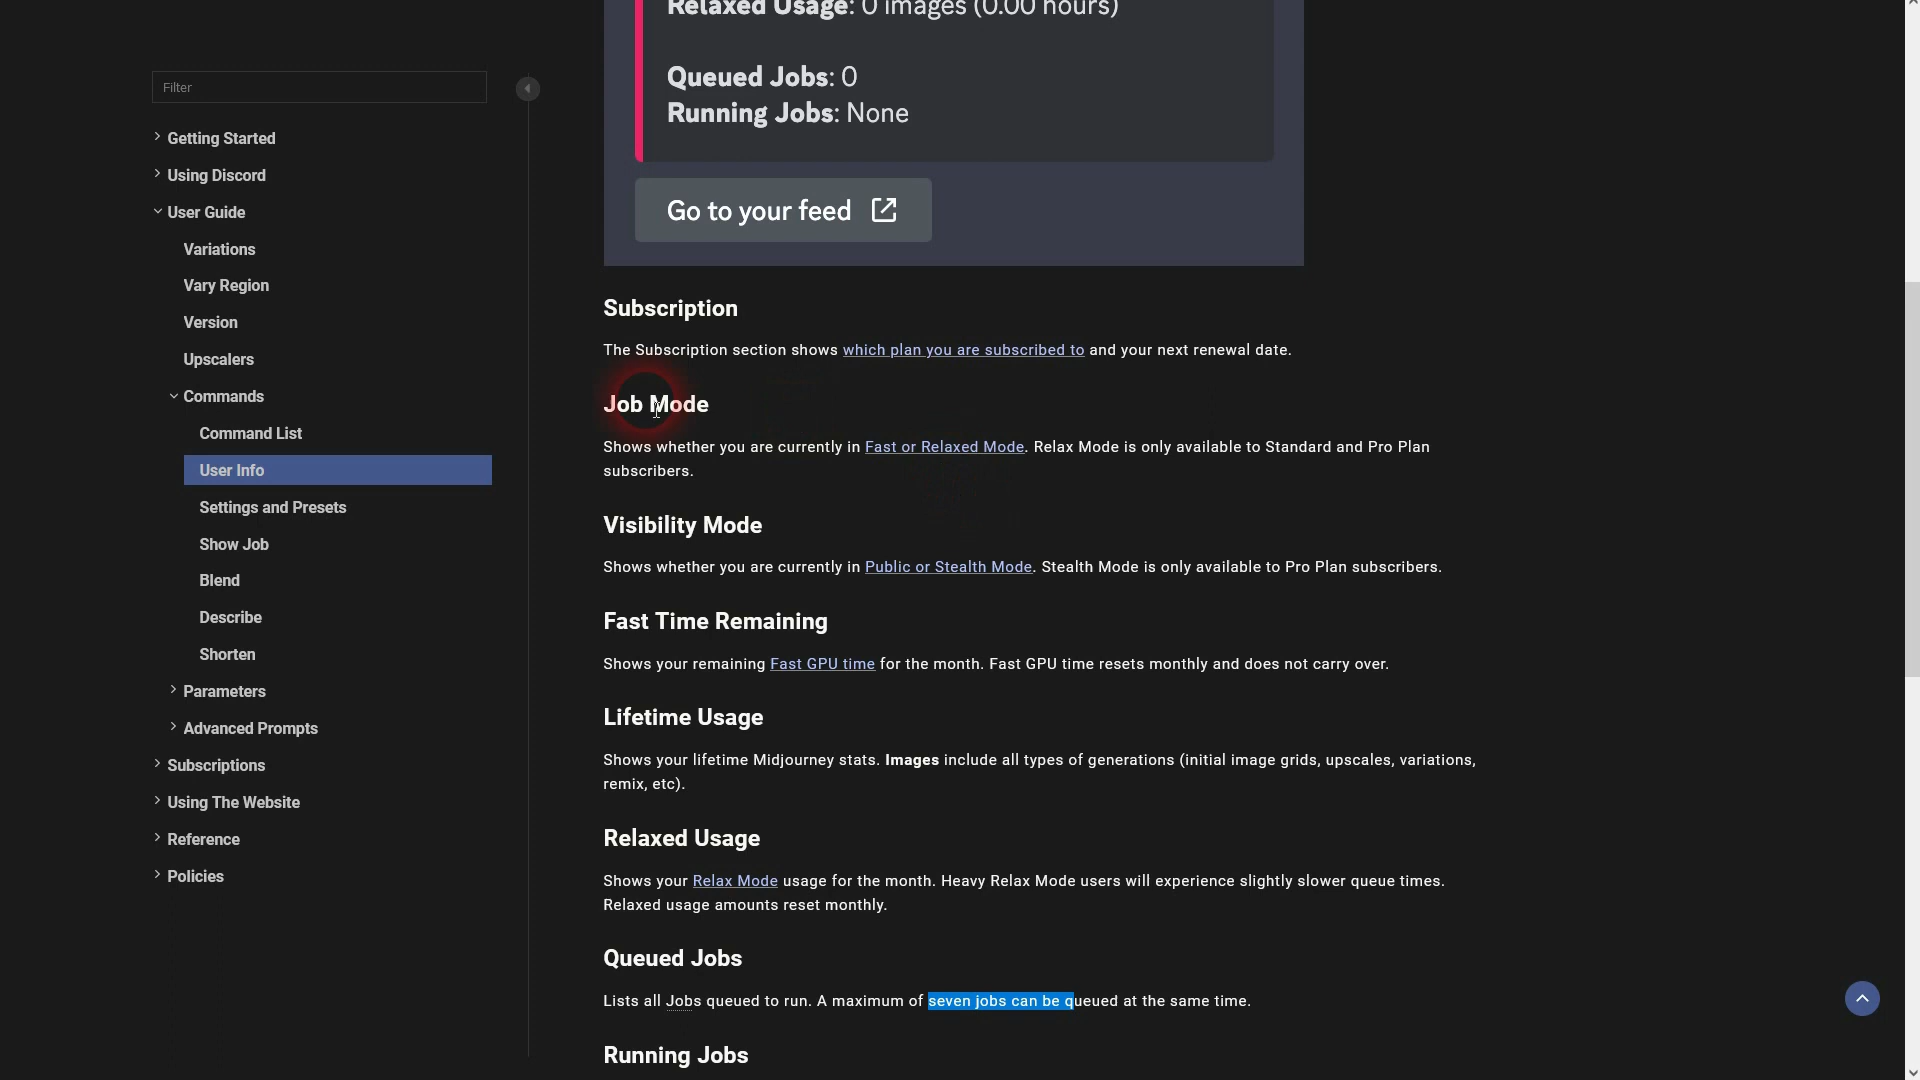 Filter
Getting Started
Using Discord
User Guide
Variations
Vary Region
Version
Upscalers
Commands
Command List
User Info
Settings and Presets
Show Job
Blend
Describe
Shorten
Parameters
Advanced Prompts
Subscriptions
Using The Website
Reference
Policies
Relaxed Usage: 0 images (0.00 hours)
Queued Jobs: 0
Running Jobs: None
Go to your feed
Subscription
The Subscription section shows which plan you are subscribed to and your next renewal date.
Job Mode
Shows whether you are currently in Fast or Relaxed Mode. Relax Mode is only available to Standard and Pro Plan
subscribers.
Visibility Mode
Shows whether you are currently in Public or Stealth Mode. Stealth Mode is only available to Pro Plan subscribers.
Fast Time Remaining
Shows your remaining Fast GPU time for the month. Fast GPU time resets monthly and does not carry over.
Lifetime Usage
Shows your lifetime Midjourney stats. Images include all types of generations (initial image grids, upscales, variations,
remix, etc).
Relaxed Usage
Shows your Relax Mode usage for the month. Heavy Relax Mode users will experience slightly slower queue times.
Relaxed usage amounts reset monthly.
Queued Jobs
Lists all Jobs queued to run. A maximum of seven jobs can be queued at the same time.
Running Jobs